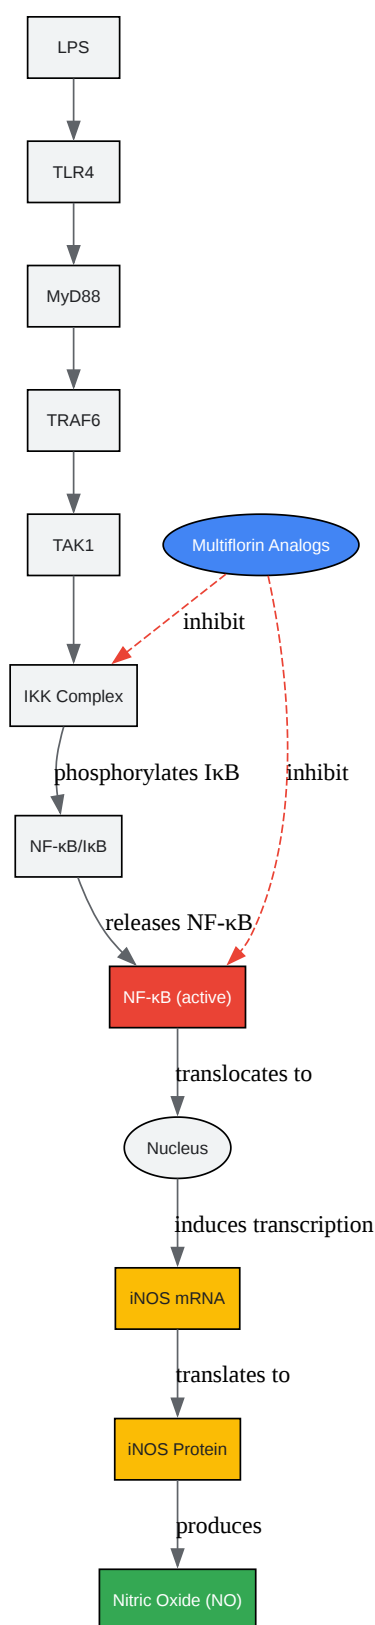 LPS
TLR4
MyD88
TRAF6
TAK1
Multiflorin Analogs
inhibit
IKK Complex
phosphorylates IκB
inhibit
NF-κB/IκB
releases NF-κB
NF-κB (active)
translocates to
Nucleus
induces transcription
iNOS mRNA
translates to
iNOS Protein
produces
Nitric Oxide (NO)